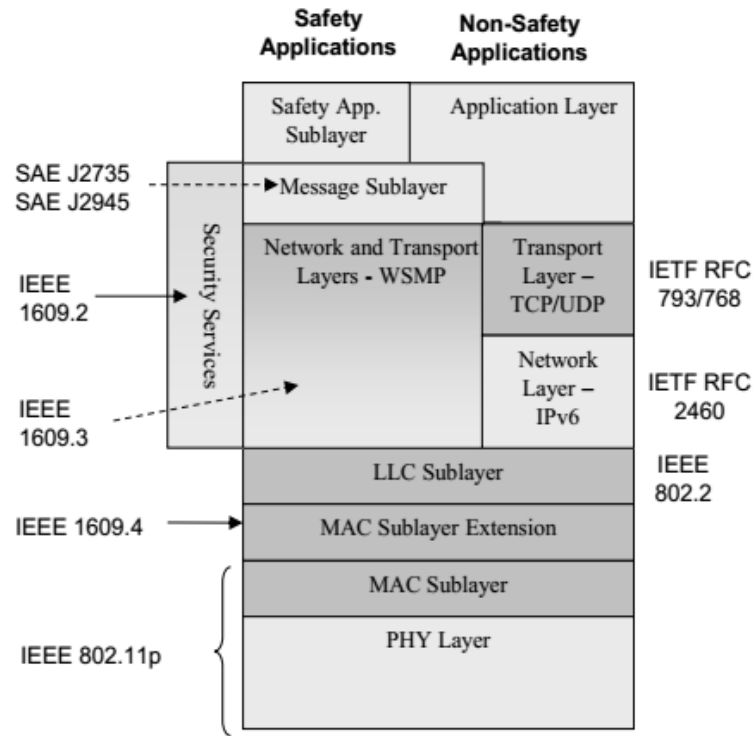 Safety
Applications
Non-Safety
Applications
Safety App.
Sublayer
Application Layer
SAE J2735
SAE J2945
Message Sublayer
Security Services
Network and Transport
Layers - WSMP
Transport
Layer –
TCP/UDP
IETF RFC
793/768
IEEE
1609.2
Network
Layer –
IPv6
IETF RFC
2460
IEEE
1609.3
LLC Sublayer
IEEE
802.2
IEEE 1609.4
MAC Sublayer Extension
MAC Sublayer
PHY Layer
IEEE 802.11p